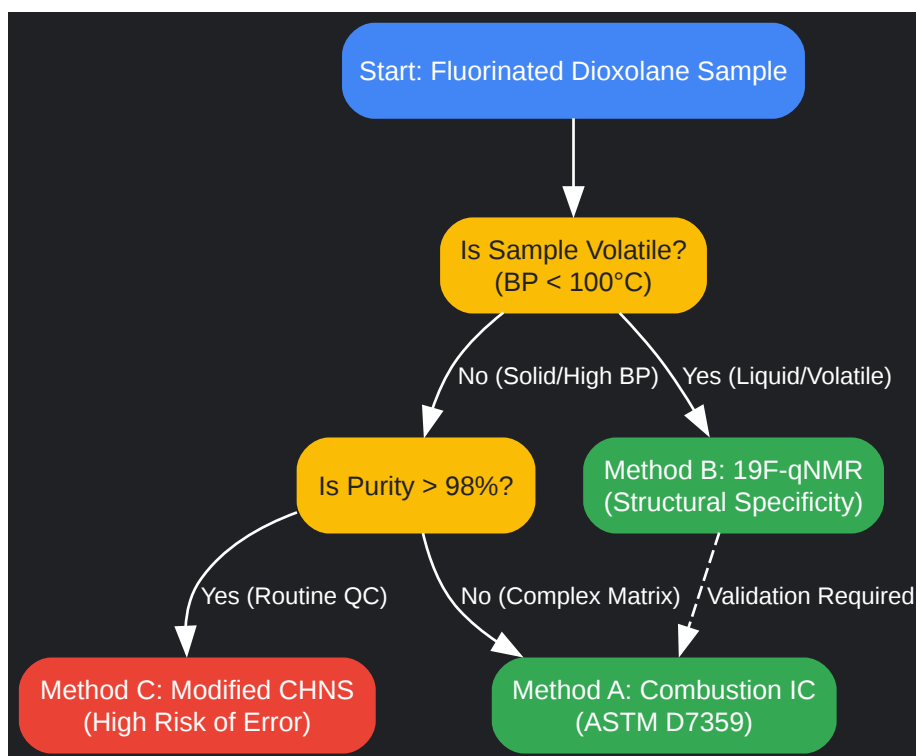 Start: Fluorinated Dioxolane Sample
Is Sample Volatile?
(BP < 100°C)
No (Solid/High BP)
Yes (Liquid/Volatile)
Is Purity > 98%?
Method B: 19F-qNMR
(Structural Specificity)
Yes (Routine QC)
No (Complex Matrix)
Validation Required
Method C: Modified CHNS
(High Risk of Error)
Method A: Combustion IC
(ASTM D7359)